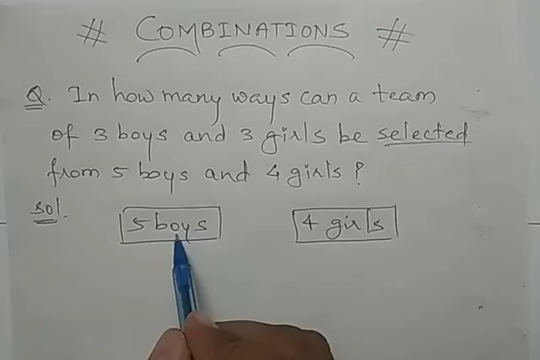 # COMBINATIONS #
Q. In how many ways can a team
of 3 boys and 3 girls be selected
from 5 boys and 4 girls?
Sol.
5 boys 4 girls